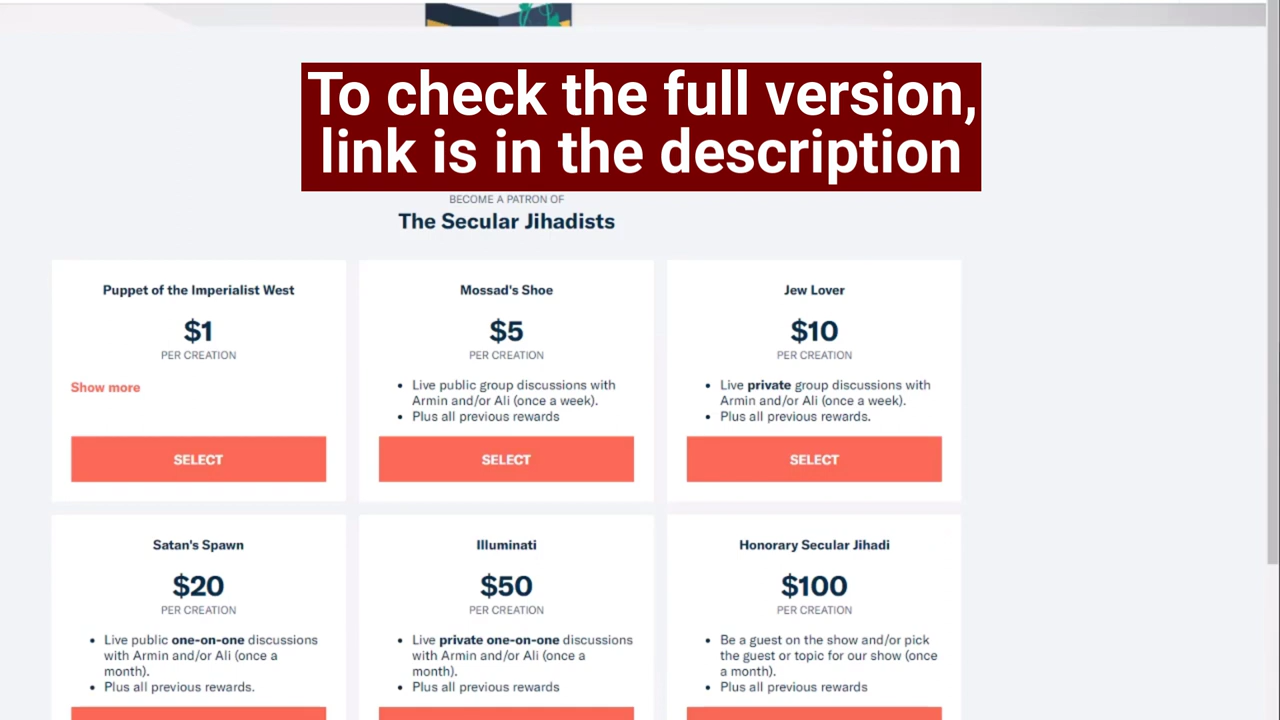 To check the full version,
link is in the description
BECOME A PATRON OF
The Secular Jihadists
Puppet of the Imperialist West
$1
PER CREATION
Show more
SELECT
Mossad's Shoe
$5
PER CREATION
• Live public group discussions with
Armin and/or Ali (once a week).
• Plus all previous rewards
SELECT
Jew Lover
$10
PER CREATION
• Live private group discussions with
Armin and/or Ali (once a week).
• Plus all previous rewards.
SELECT
Satan's Spawn
$20
PER CREATION
• Live public one-on-one discussions
with Armin and/or Ali (once a
month).
• Plus all previous rewards.
Illuminati
$50
PER CREATION
• Live private one-on-one discussions
with Armin and/or Ali (once a
month).
• Plus all previous rewards
Honorary Secular Jihadi
$100
PER CREATION
• Be a guest on the show and/or pick
the guest or topic for our show (once
a month).
• Plus all previous rewards